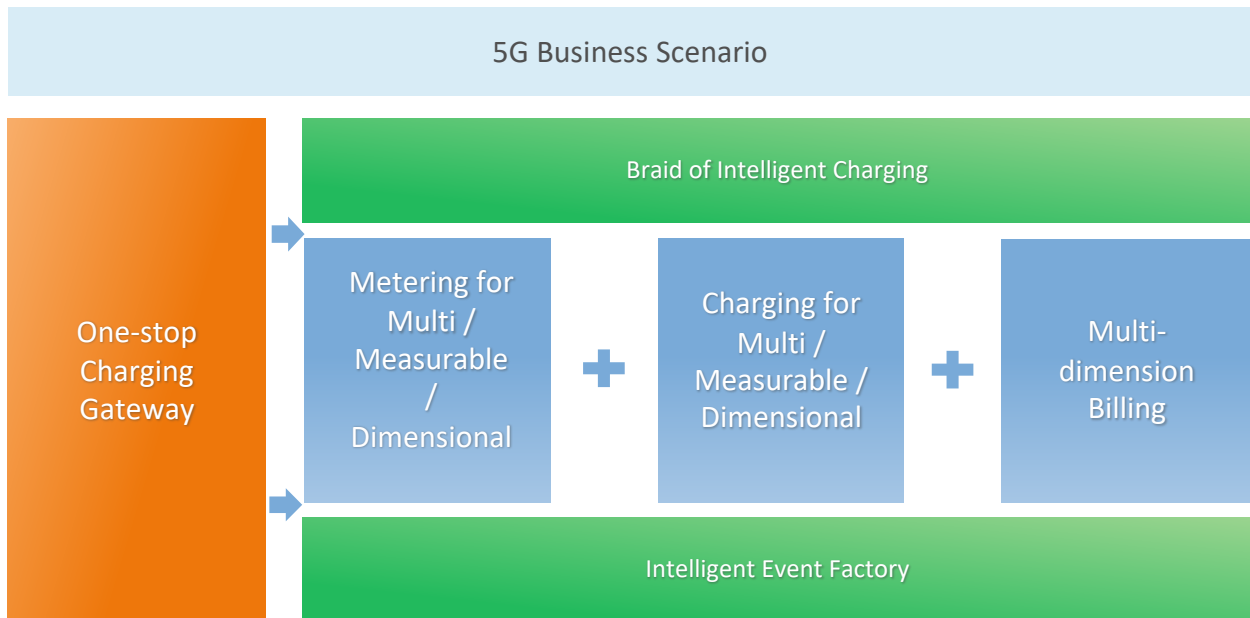 5G Business Scenario
Braid of Intelligent Charging
One-stop
Charging
Gateway
Metering for
Multi /
Measurable
/
Dimensional
Charging for
Multi /
Measurable /
Dimensional
Multi-
dimension
Billing
Intelligent Event Factory